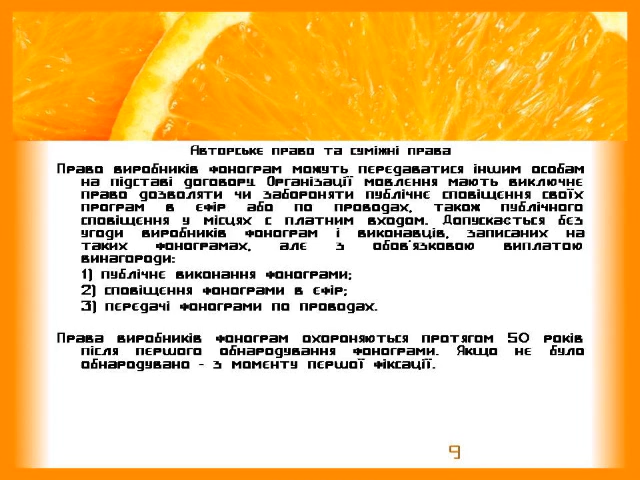 Авторське право та суміжні права
Право виробників фонограм можуть передаватися іншим особам
на підставі договору. Організації мовлення мають виключне
право дозволяти чи забороняти публічне сповіщення своїх
програм в ефір або по проводах, також публічного
сповіщення у місцях с платним входом. Допускається без
угоди виробників фонограм і виконавців, записаних на
таких фонограмах, але з обов'язковою виплатою
винагороди:
1) публічне виконання фонограми;
2) сповіщення фонограми в ефір;
3) передачі фонограми по проводах.
Права виробників фонограм охороняються протягом 50 років
після першого обнародування фонограми. Якщо не було
обнародувано - з моменту першої фіксації.
9